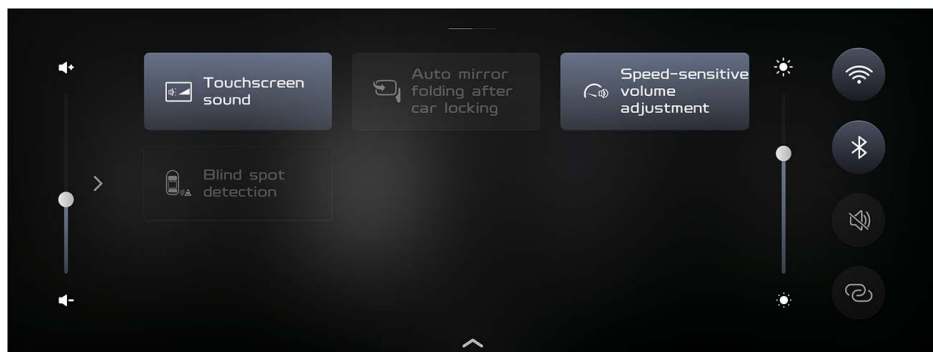 Touchscreen
sound
Auto mirror
folding after
car locking
Speed-sensitive
volume
adjustment
Blind spot
detection